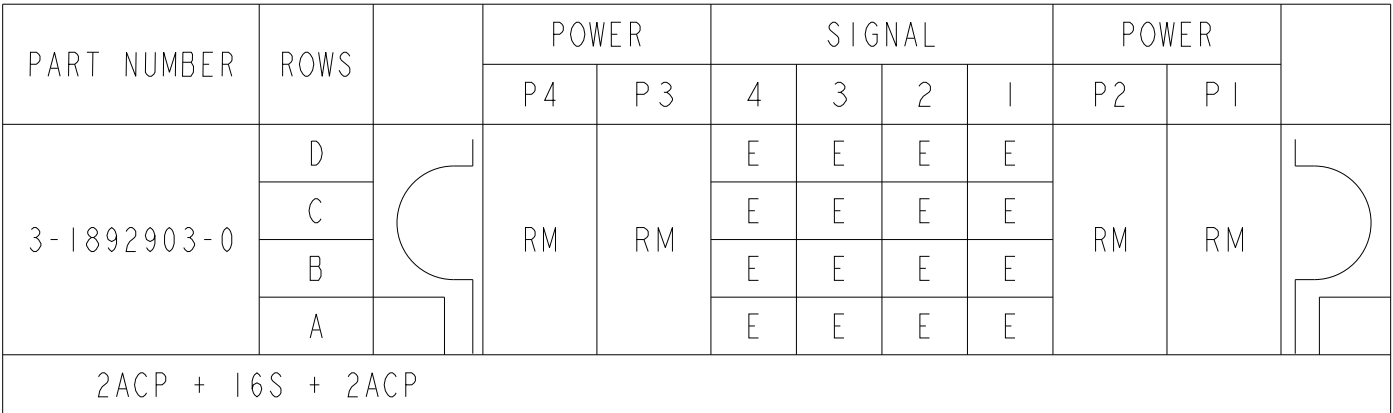 PART NUMBER ROWS POWER SIGNAL POWER
P4 P3 4 3 2 1 P2 P1
D E E E E
C E E E E
3-1892903-0 RM RM RM RM
B E E E E
A E E E E
2ACP + 16S + 2ACP